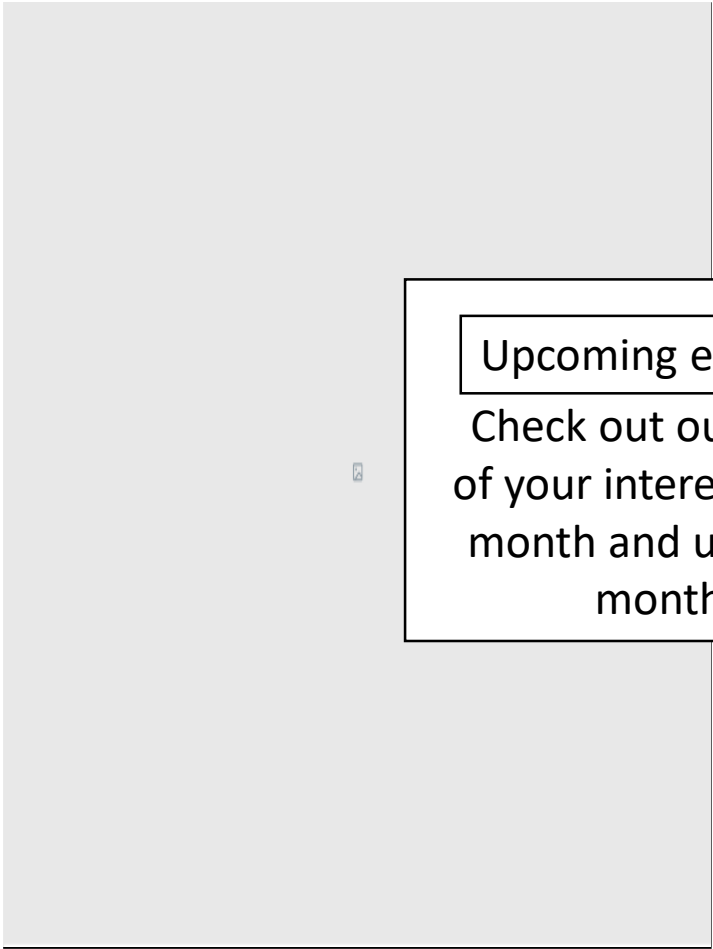 Upcoming e
Check out ou
of your intere
month and u
month